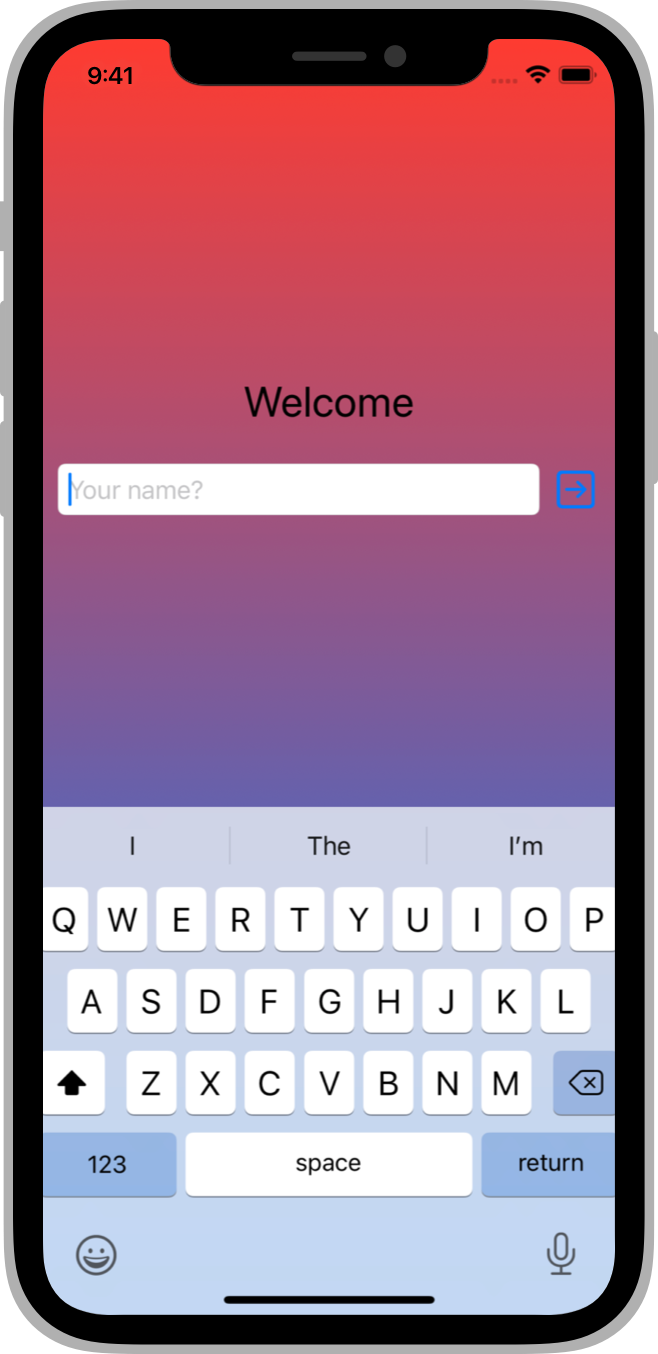 9:41
Welcome
Your name?
I The I’m
Q W E R T Y U I O P
A S D F G H J K L
Z X C V B N M
123 space return